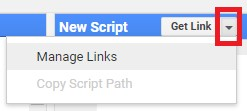 New Script Get Link
Manage Links
Copy Script Path